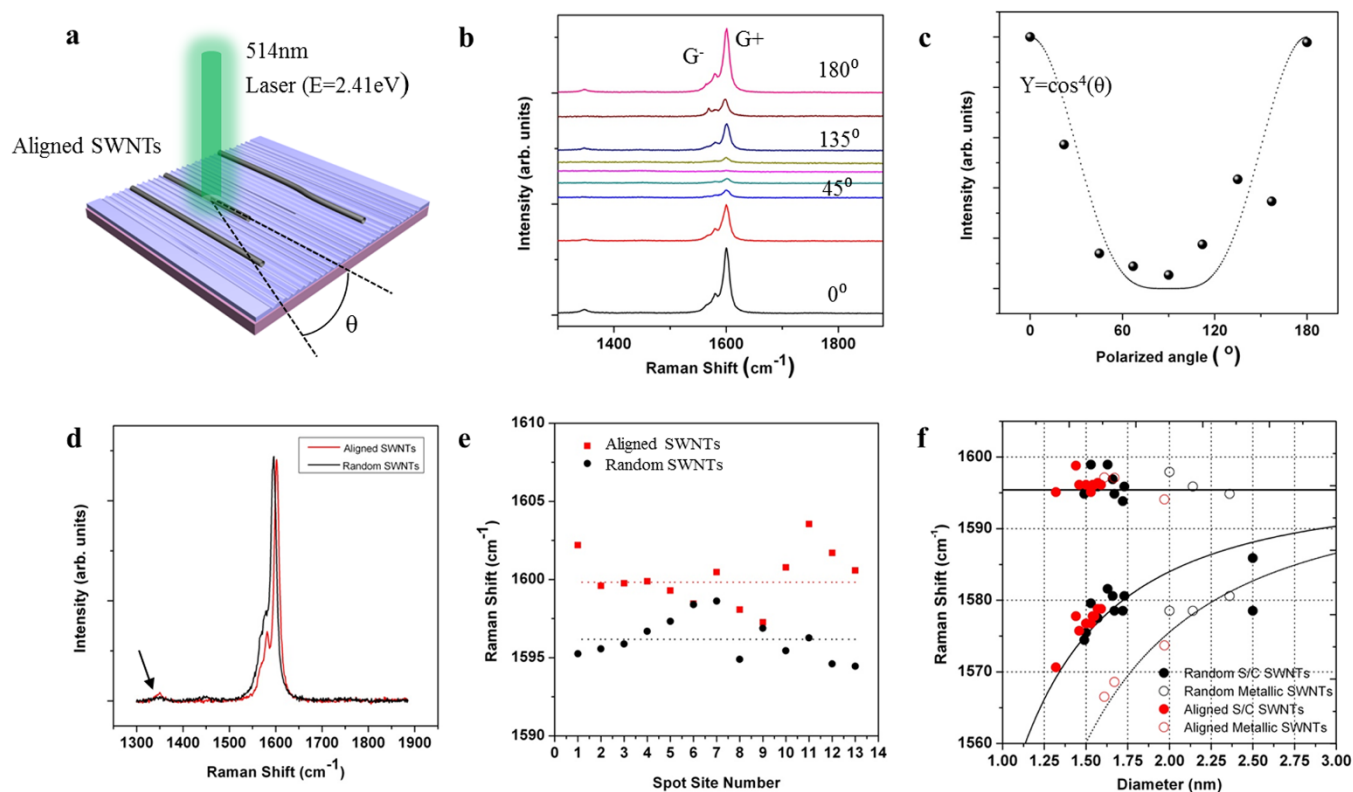 a
514nm
Laser (E=2.41eV)
Aligned SWNTs
θ
b
G-
G+
180⁰
135⁰
45⁰
0⁰
Intensity (arb. units)
1400
1600
1800
Raman Shift (cm⁻¹)
c
Y=cos⁴(θ)
Intensity (arb. units)
0
60
120
180
Polarized angle (⁰)
d
Aligned SWNTs
Random SWNTs
Intensity (arb. units)
1300 1400 1500 1600 1700 1800 1900
Raman Shift (cm⁻¹)
e
1610
1605
1600
1595
1590
Aligned SWNTs
Random SWNTs
Raman Shift (cm⁻¹)
1 2 3 4 5 6 7 8 9 10 11 12 13 14
Spot Site Number
f
1600
1590
1580
1570
1560
Raman Shift (cm⁻¹)
Random S/C SWNTs
Random Metallic SWNTs
Aligned S/C SWNTs
Aligned Metallic SWNTs
1.00 1.25 1.50 1.75 2.00 2.25 2.50 2.75 3.00
Diameter (nm)